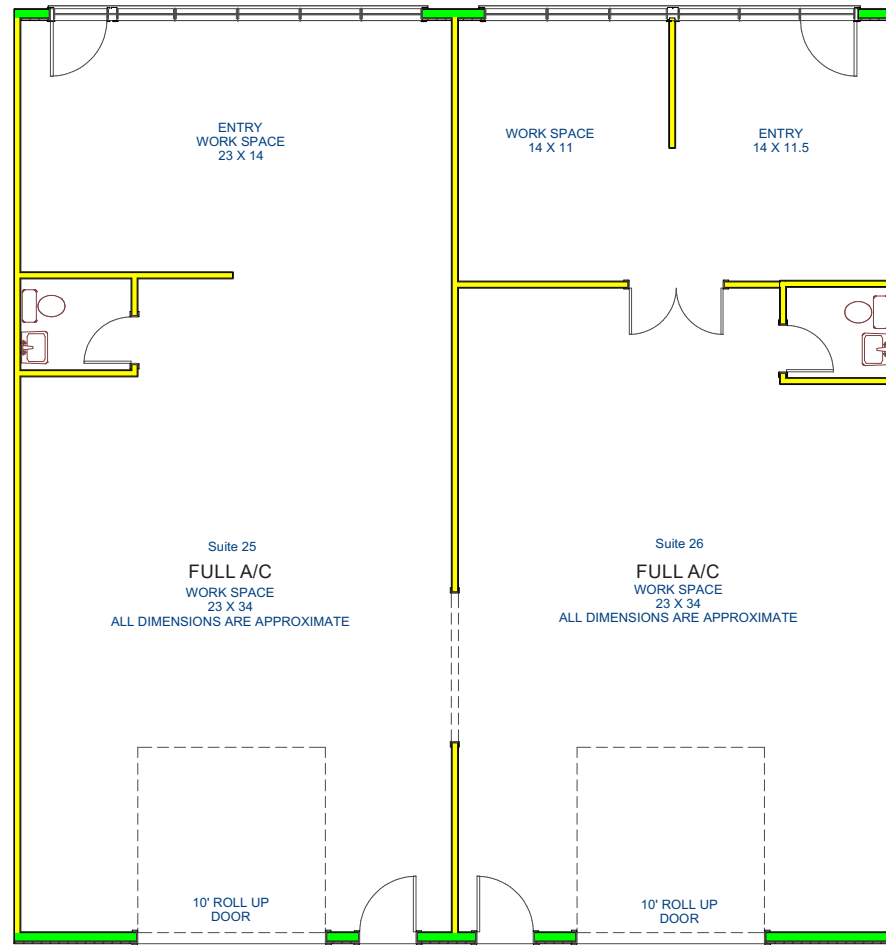 ENTRY
WORK SPACE
23 X 14
WORK SPACE
14 X 11
ENTRY
14 X 11.5
Suite 25
FULL A/C
WORK SPACE
23 X 34
ALL DIMENSIONS ARE APPROXIMATE
Suite 26
FULL A/C
WORK SPACE
23 X 34
ALL DIMENSIONS ARE APPROXIMATE
10' ROLL UP
DOOR
10' ROLL UP
DOOR